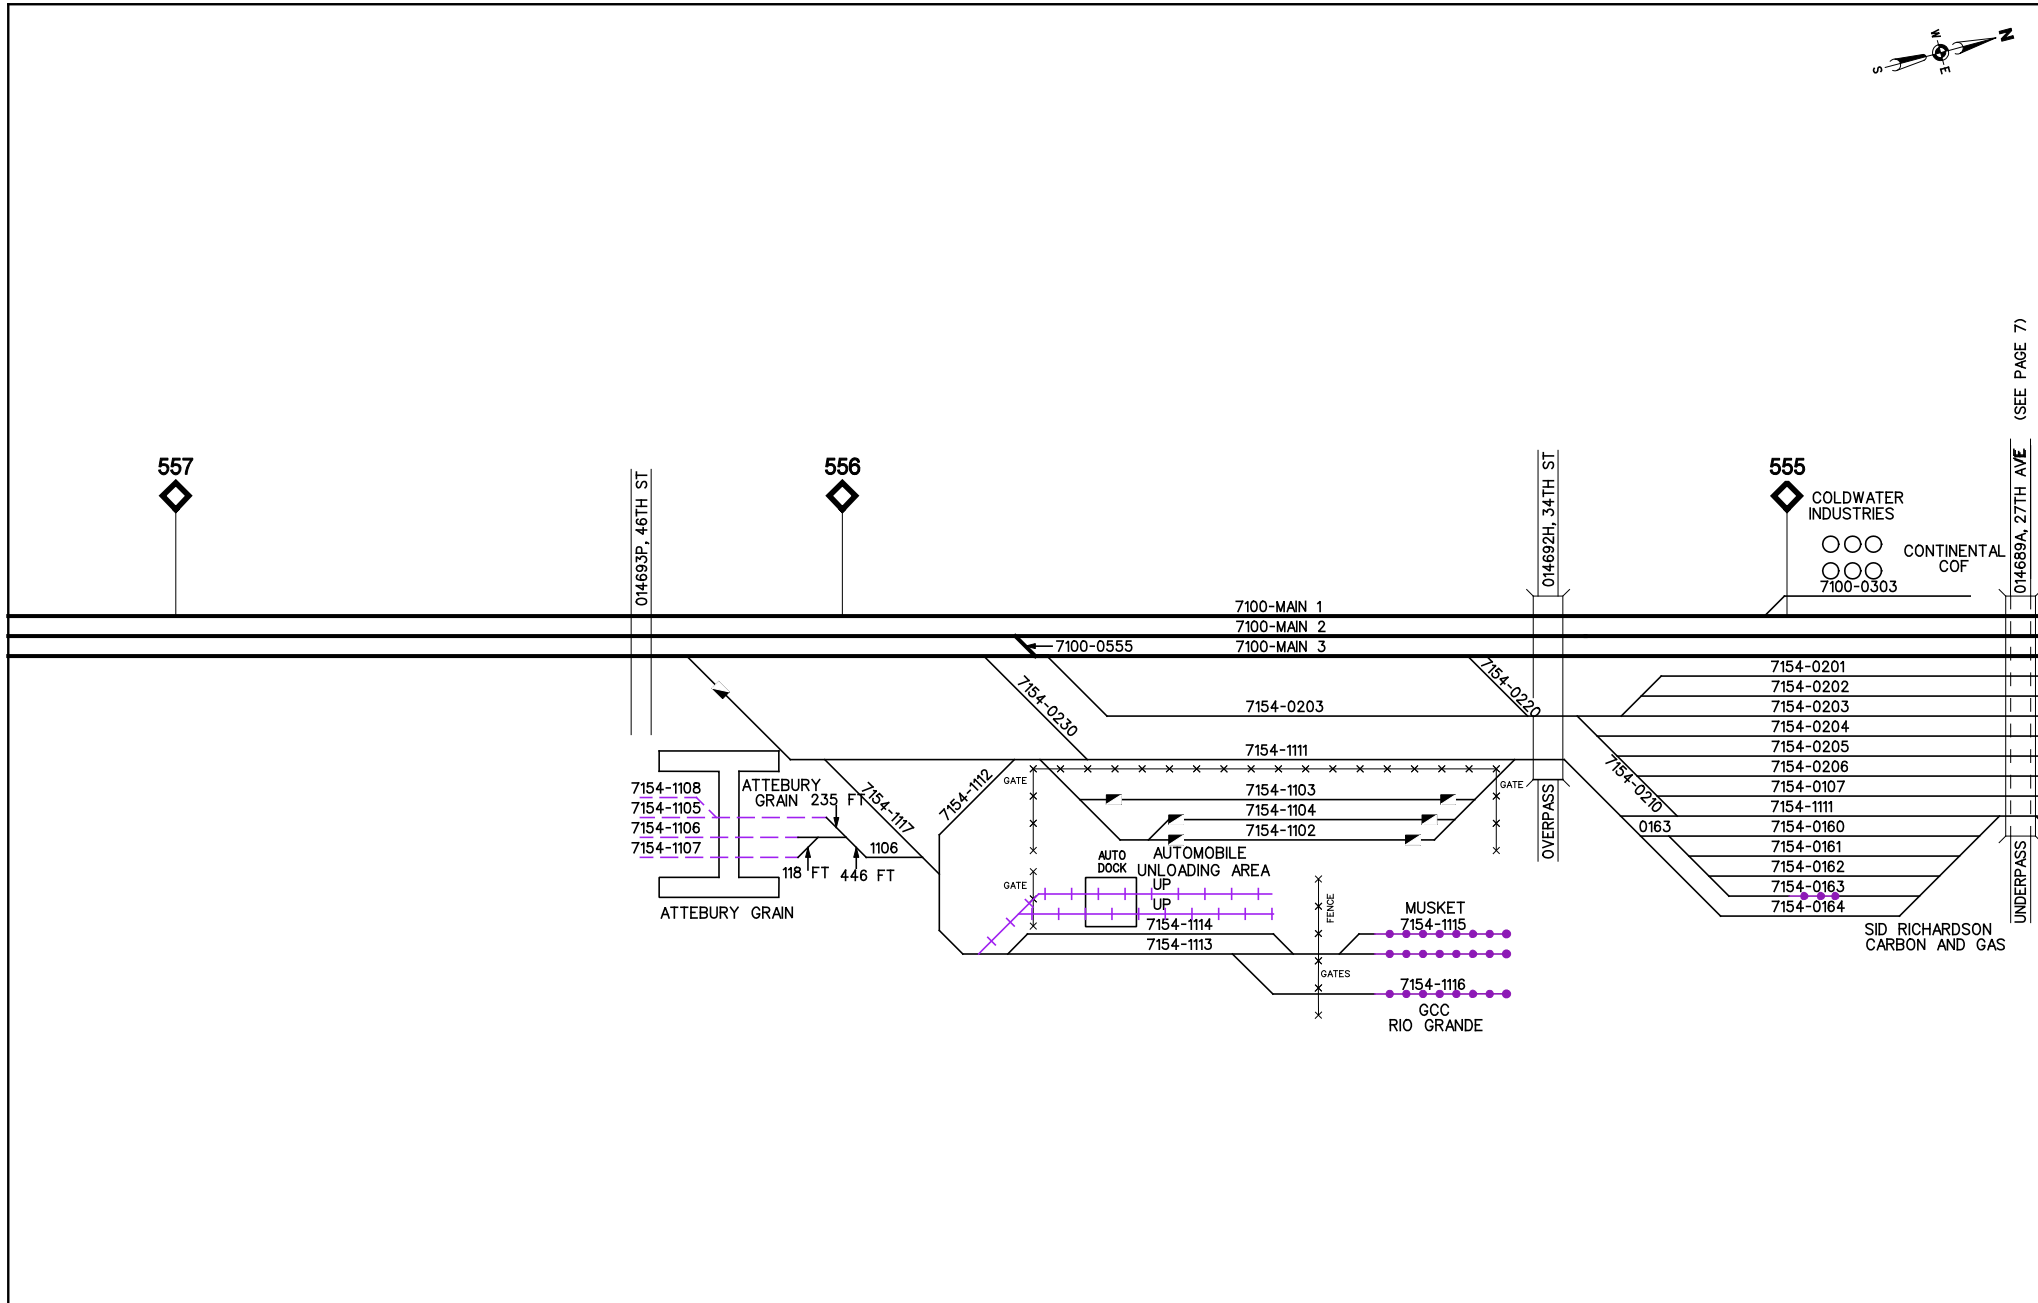 N
W
E
S
(SEE PAGE 7)
557
556
555
014693P, 46TH ST
014692H, 34TH ST
014689A, 27TH AVE
COLDWATER
INDUSTRIES
CONTINENTAL
COF
7100-0303
7100-MAIN 1
7100-MAIN 2
7100-MAIN 3
7100-0555
7154-0201
7154-0202
7154-0203
7154-0204
7154-0205
7154-0206
7154-0107
7154-1111
7154-0160
7154-0161
7154-0162
7154-0163
7154-0164
0163
7154-0210
7154-0220
7154-0230
7154-0203
7154-1111
7154-1112
7154-1117
GATE
GATE
7154-1103
7154-1104
7154-1102
OVERPASS
UNDERPASS
ATTEBURY
GRAIN
235 FT
7154-1108
7154-1105
7154-1106
7154-1107
1106
118 FT
446 FT
ATTEBURY GRAIN
AUTO
DOCK
AUTOMOBILE
UNLOADING AREA
GATE
UP
UP
7154-1114
7154-1113
FENCE
GATES
MUSKET
7154-1115
7154-1116
GCC
RIO GRANDE
SID RICHARDSON
CARBON AND GAS